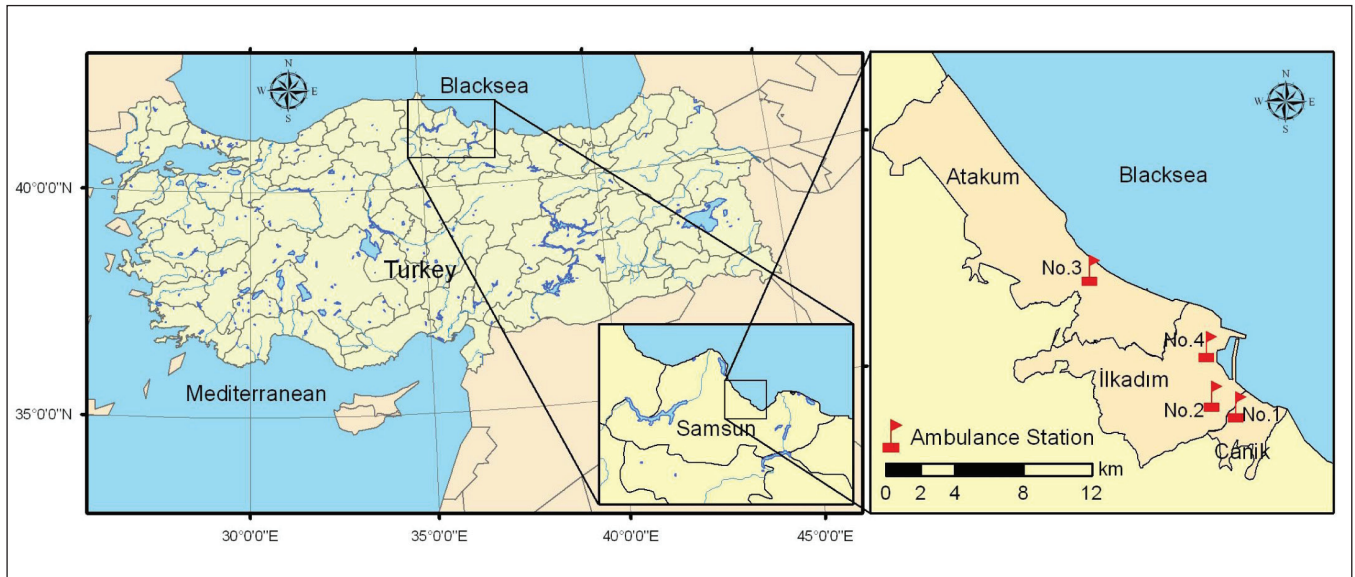 N
W
E
S
Blacksea
40°0'0"N
Turkey
Mediterranean
35°0'0"N
Samsun
30°0'0"E
35°0'0"E
40°0'0"E
45°0'0"E
N
W
E
S
Atakum
Blacksea
No.3
No.4
İlkadım
No.2
No.1
Canik
Ambulance Station
km
0 2 4 8 12